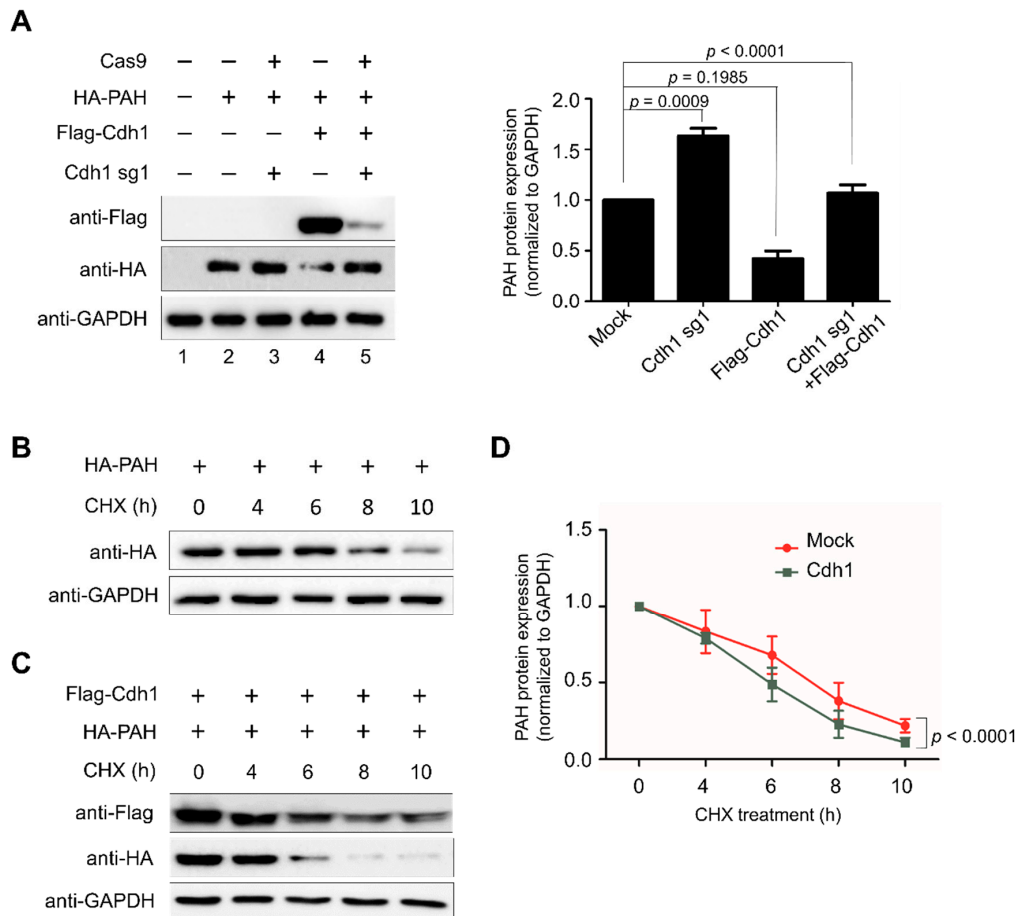 A
Cas9 – – + – +
HA-PAH – + + + +
Flag-Cdh1 – – – + +
Cdh1 sg1 – – + – +
anti-Flag
anti-HA
anti-GAPDH
1 2 3 4 5
p < 0.0001
p = 0.1985
p = 0.0009
PAH protein expression
(normalized to GAPDH)
2.0
1.5
1.0
0.5
0.0
Mock
Cdh1 sg1
Flag-Cdh1
Cdh1 sg1
+Flag-Cdh1
B
HA-PAH + + + + +
CHX (h) 0 4 6 8 10
anti-HA
anti-GAPDH
C
Flag-Cdh1 + + + + +
HA-PAH + + + + +
CHX (h) 0 4 6 8 10
anti-Flag
anti-HA
anti-GAPDH
D
PAH protein expression
(normalized to GAPDH)
1.5
1.0
0.5
0.0
Mock
Cdh1
p < 0.0001
0 4 6 8 10
CHX treatment (h)